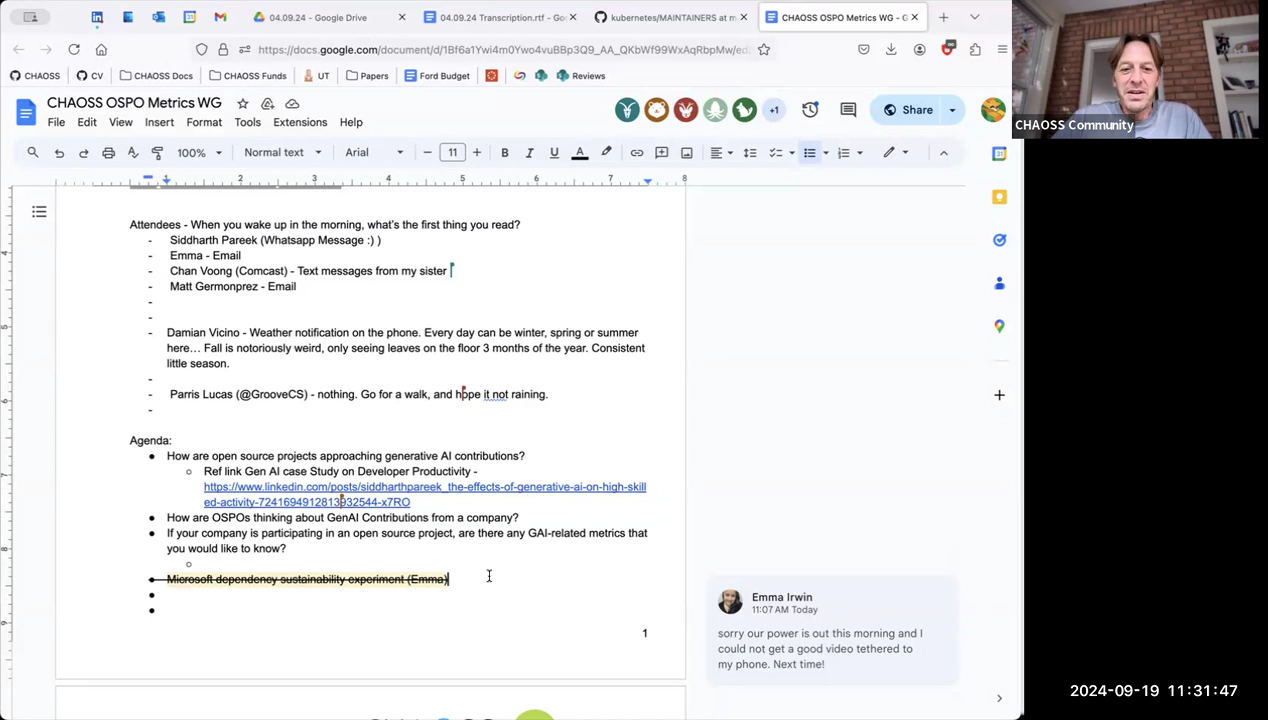 04.09.24 - Google Drive
04.09.24 Transcription.rtf - Go
kubernetes/MAINTAINERS at m
CHAOSS OSPO Metrics WG - G
https://docs.google.com/document/d/1Bf6a1Ywi4m0Ywo4vuBBp3Q9_AA_QKbWf99WxAqRbpMw/ed
CHAOSS
CV
CHAOSS Docs
CHAOSS Funds
UT
Papers
Ford Budget
Reviews
CHAOSS OSPO Metrics WG
+1
Share
File Edit View Insert Format Tools Extensions Help
100% Normal text Arial 11 B I U A
2 3 4 5 6 7 8
Attendees - When you wake up in the morning, what's the first thing you read?
- Siddharth Pareek (Whatsapp Message :) )
- Emma - Email
- Chan Voong (Comcast) - Text messages from my sister
- Matt Germonprez - Email
-
-
- Damian Vicino - Weather notification on the phone. Every day can be winter, spring or summer
here... Fall is notoriously weird, only seeing leaves on the floor 3 months of the year. Consistent
little season.
-
- Parris Lucas (@GrooveCS) - nothing. Go for a walk, and hope it not raining.
-
Agenda:
● How are open source projects approaching generative AI contributions?
○ Ref link Gen AI case Study on Developer Productivity -
https://www.linkedin.com/posts/siddharthpareek_the-effects-of-generative-ai-on-high-skill
ed-activity-7241694912813932544-x7RO
● How are OSPOs thinking about GenAI Contributions from a company?
● If your company is participating in an open source project, are there any GAI-related metrics that
you would like to know?
○
● Microsoft dependency sustainability experiment (Emma)
●
●
1
Emma Irwin
11:07 AM Today
sorry our power is out this morning and I
could not get a good video tethered to
my phone. Next time!
CHAOSS Community
2024-09-19 11:31:47